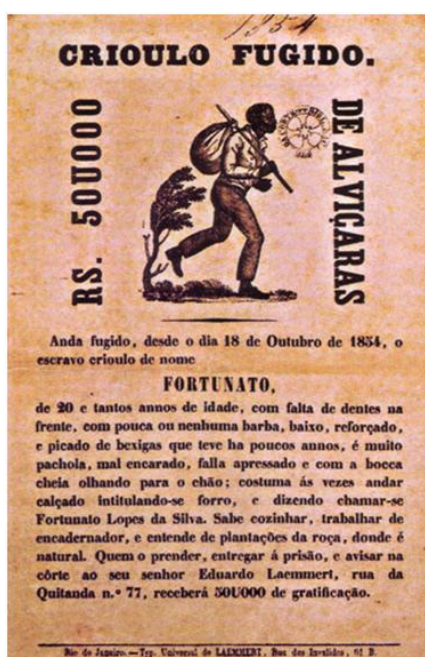 1854
CRIOULO FUGIDO.
RS. 50U000
DE ALVIÇARAS
Anda fugido, desde o dia 18 de Outubro de 1854, o
escravo crioulo de nome
FORTUNATO,
de 20 e tantos annos de idade, com falta de dentes na
frente, com pouca ou nenhuma barba, baixo, reforçado,
e picado de bexigas que teve ha poucos annos, é muito
pachola, mal encarado, falla apressado e com a bocca
cheia olhando para o chão; costuma ás vezes andar
calçado intitulando-se forro, e dizendo chamar-se
Fortunato Lopes da Silva. Sabe cozinhar, trabalhar de
encadernador, e entende de plantações da roça, donde é
natural. Quem o prender, entregar á prisão, e avisar na
côrte ao seu senhor Eduardo Laemmert, rua da
Quitanda n.º 77, receberá 50U000 de gratificação.
Rio de Janeiro. — Typ. Universal de LAEMMERT, Rua dos Invalidos, 61 B.